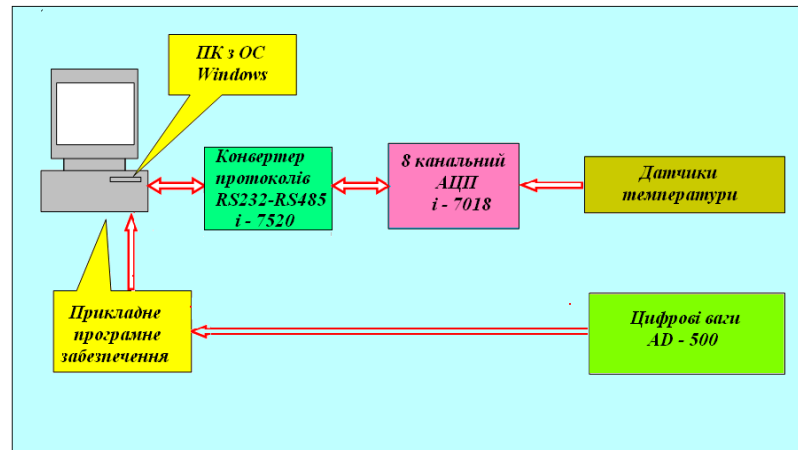 ПК з ОС
Windows
Конвертер
протоколів
RS232-RS485
i - 7520
8 канальний
АЦП
i - 7018
Датчики
температури
Прикладне
програмне
забезпечення
Цифрові ваги
AD - 500